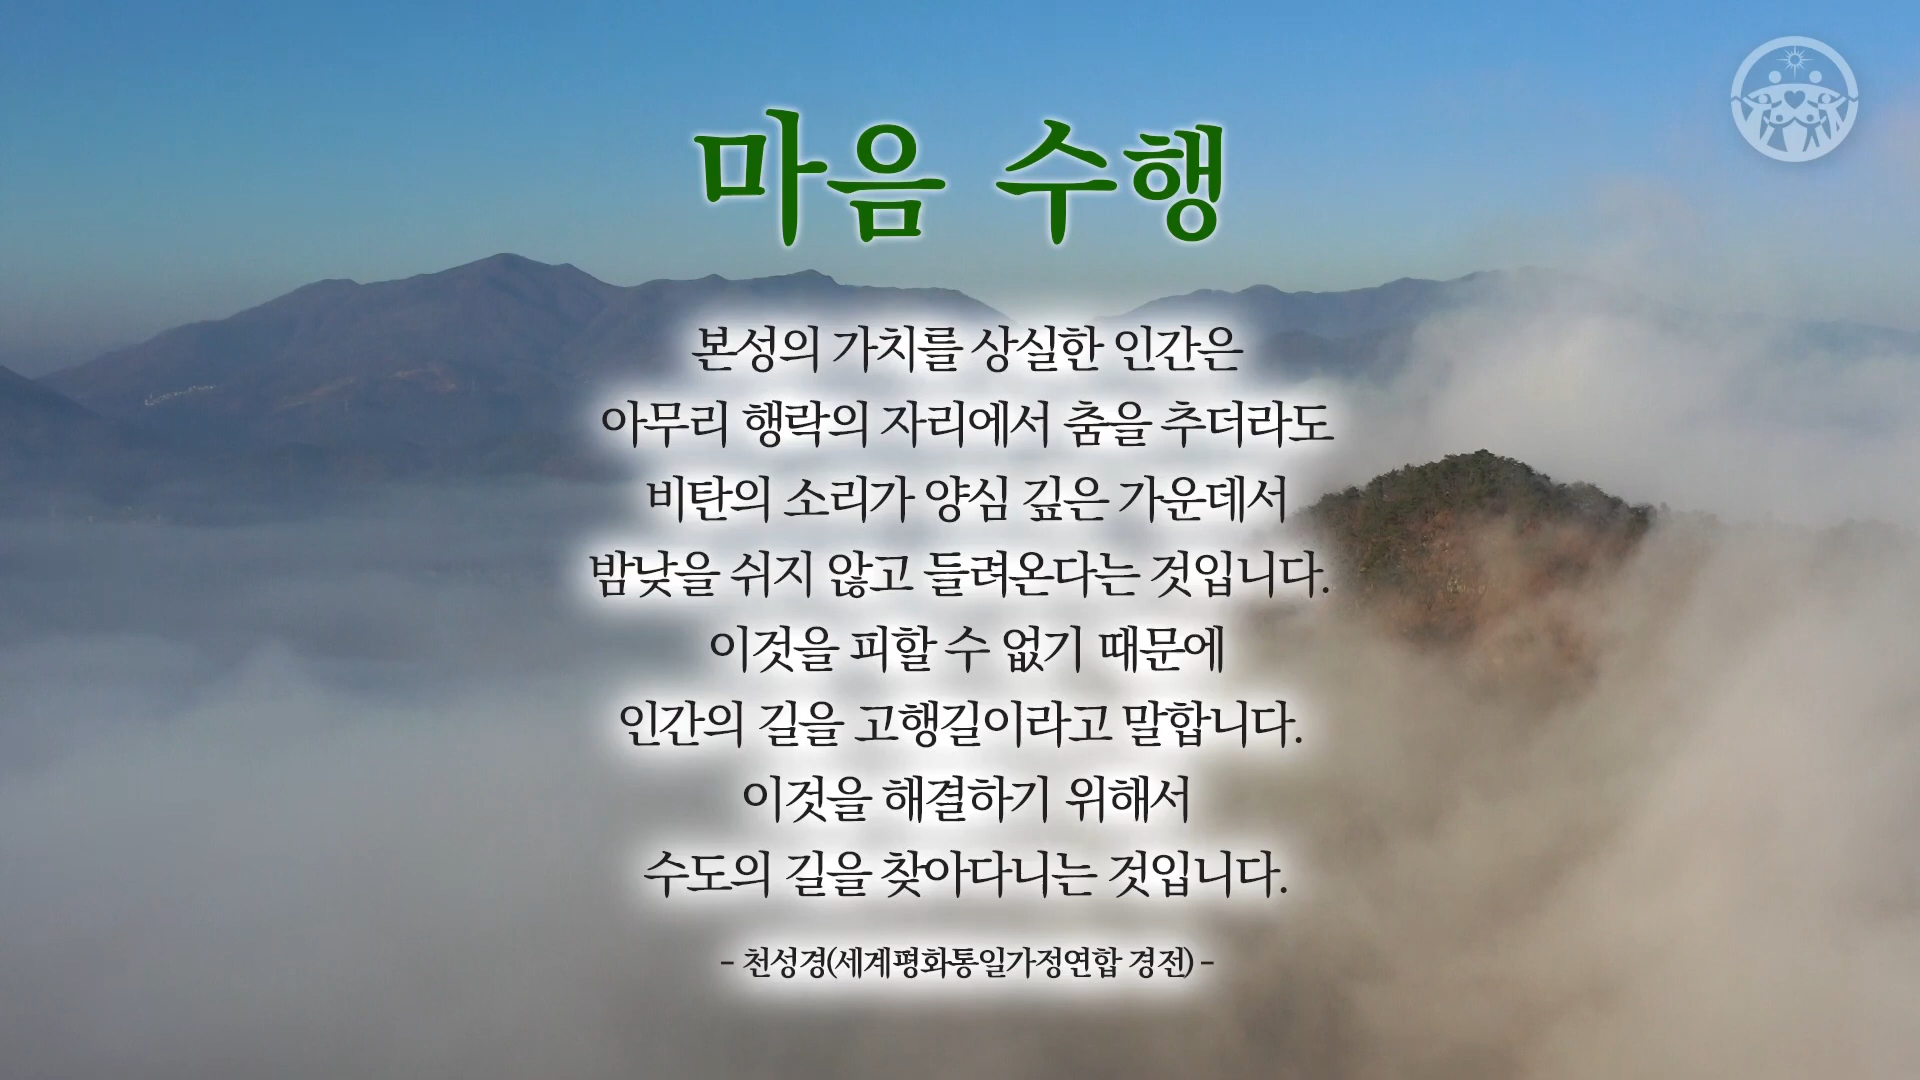 마음 수행
본성의 가치를 상실한 인간은
아무리 행락의 자리에서 춤을 추더라도
비탄의 소리가 양심 깊은 가운데서
밤낮을 쉬지 않고 들려온다는 것입니다.
이것을 피할 수 없기 때문에
인간의 길을 고행길이라고 말합니다.
이것을 해결하기 위해서
수도의 길을 찾아다니는 것입니다.
- 천성경(세계평화통일가정연합 경전) -